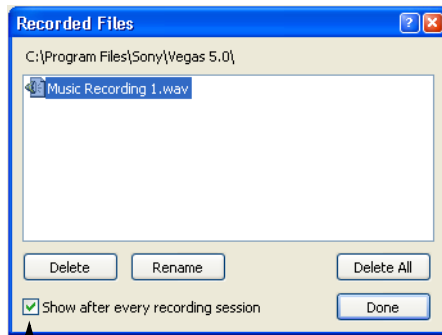 Recorded Files
C:\Program Files\Sony\Vegas 5.0\
Music Recording 1.wav
Delete Rename Delete All
Show after every recording session Done